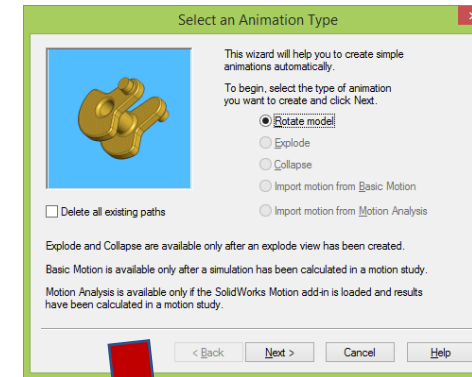 Select an Animation Type
This wizard will help you to create simple
animations automatically.
To begin, select the type of animation
you want to create and click Next.
Rotate model
Explode
Collapse
Import motion from Basic Motion
Import motion from Motion Analysis
Delete all existing paths
Explode and Collapse are available only after an explode view has been created.
Basic Motion is available only after a simulation has been calculated in a motion study.
Motion Analysis is available only if the SolidWorks Motion add-in is loaded and results
have been calculated in a motion study.
< Back Next > Cancel Help